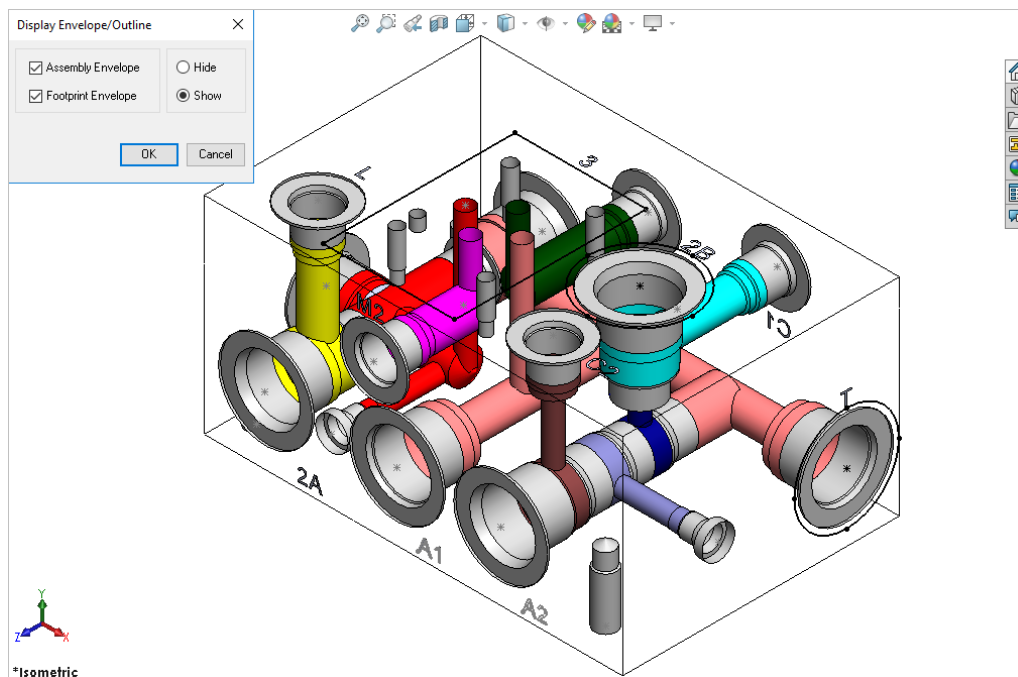 Display Envelope/Outline
Assembly Envelope
Hide
Footprint Envelope
Show
OK
Cancel
3
2B
M2
C1
C2
T
2A
A1
A2
Y
Z
X
*Isometric